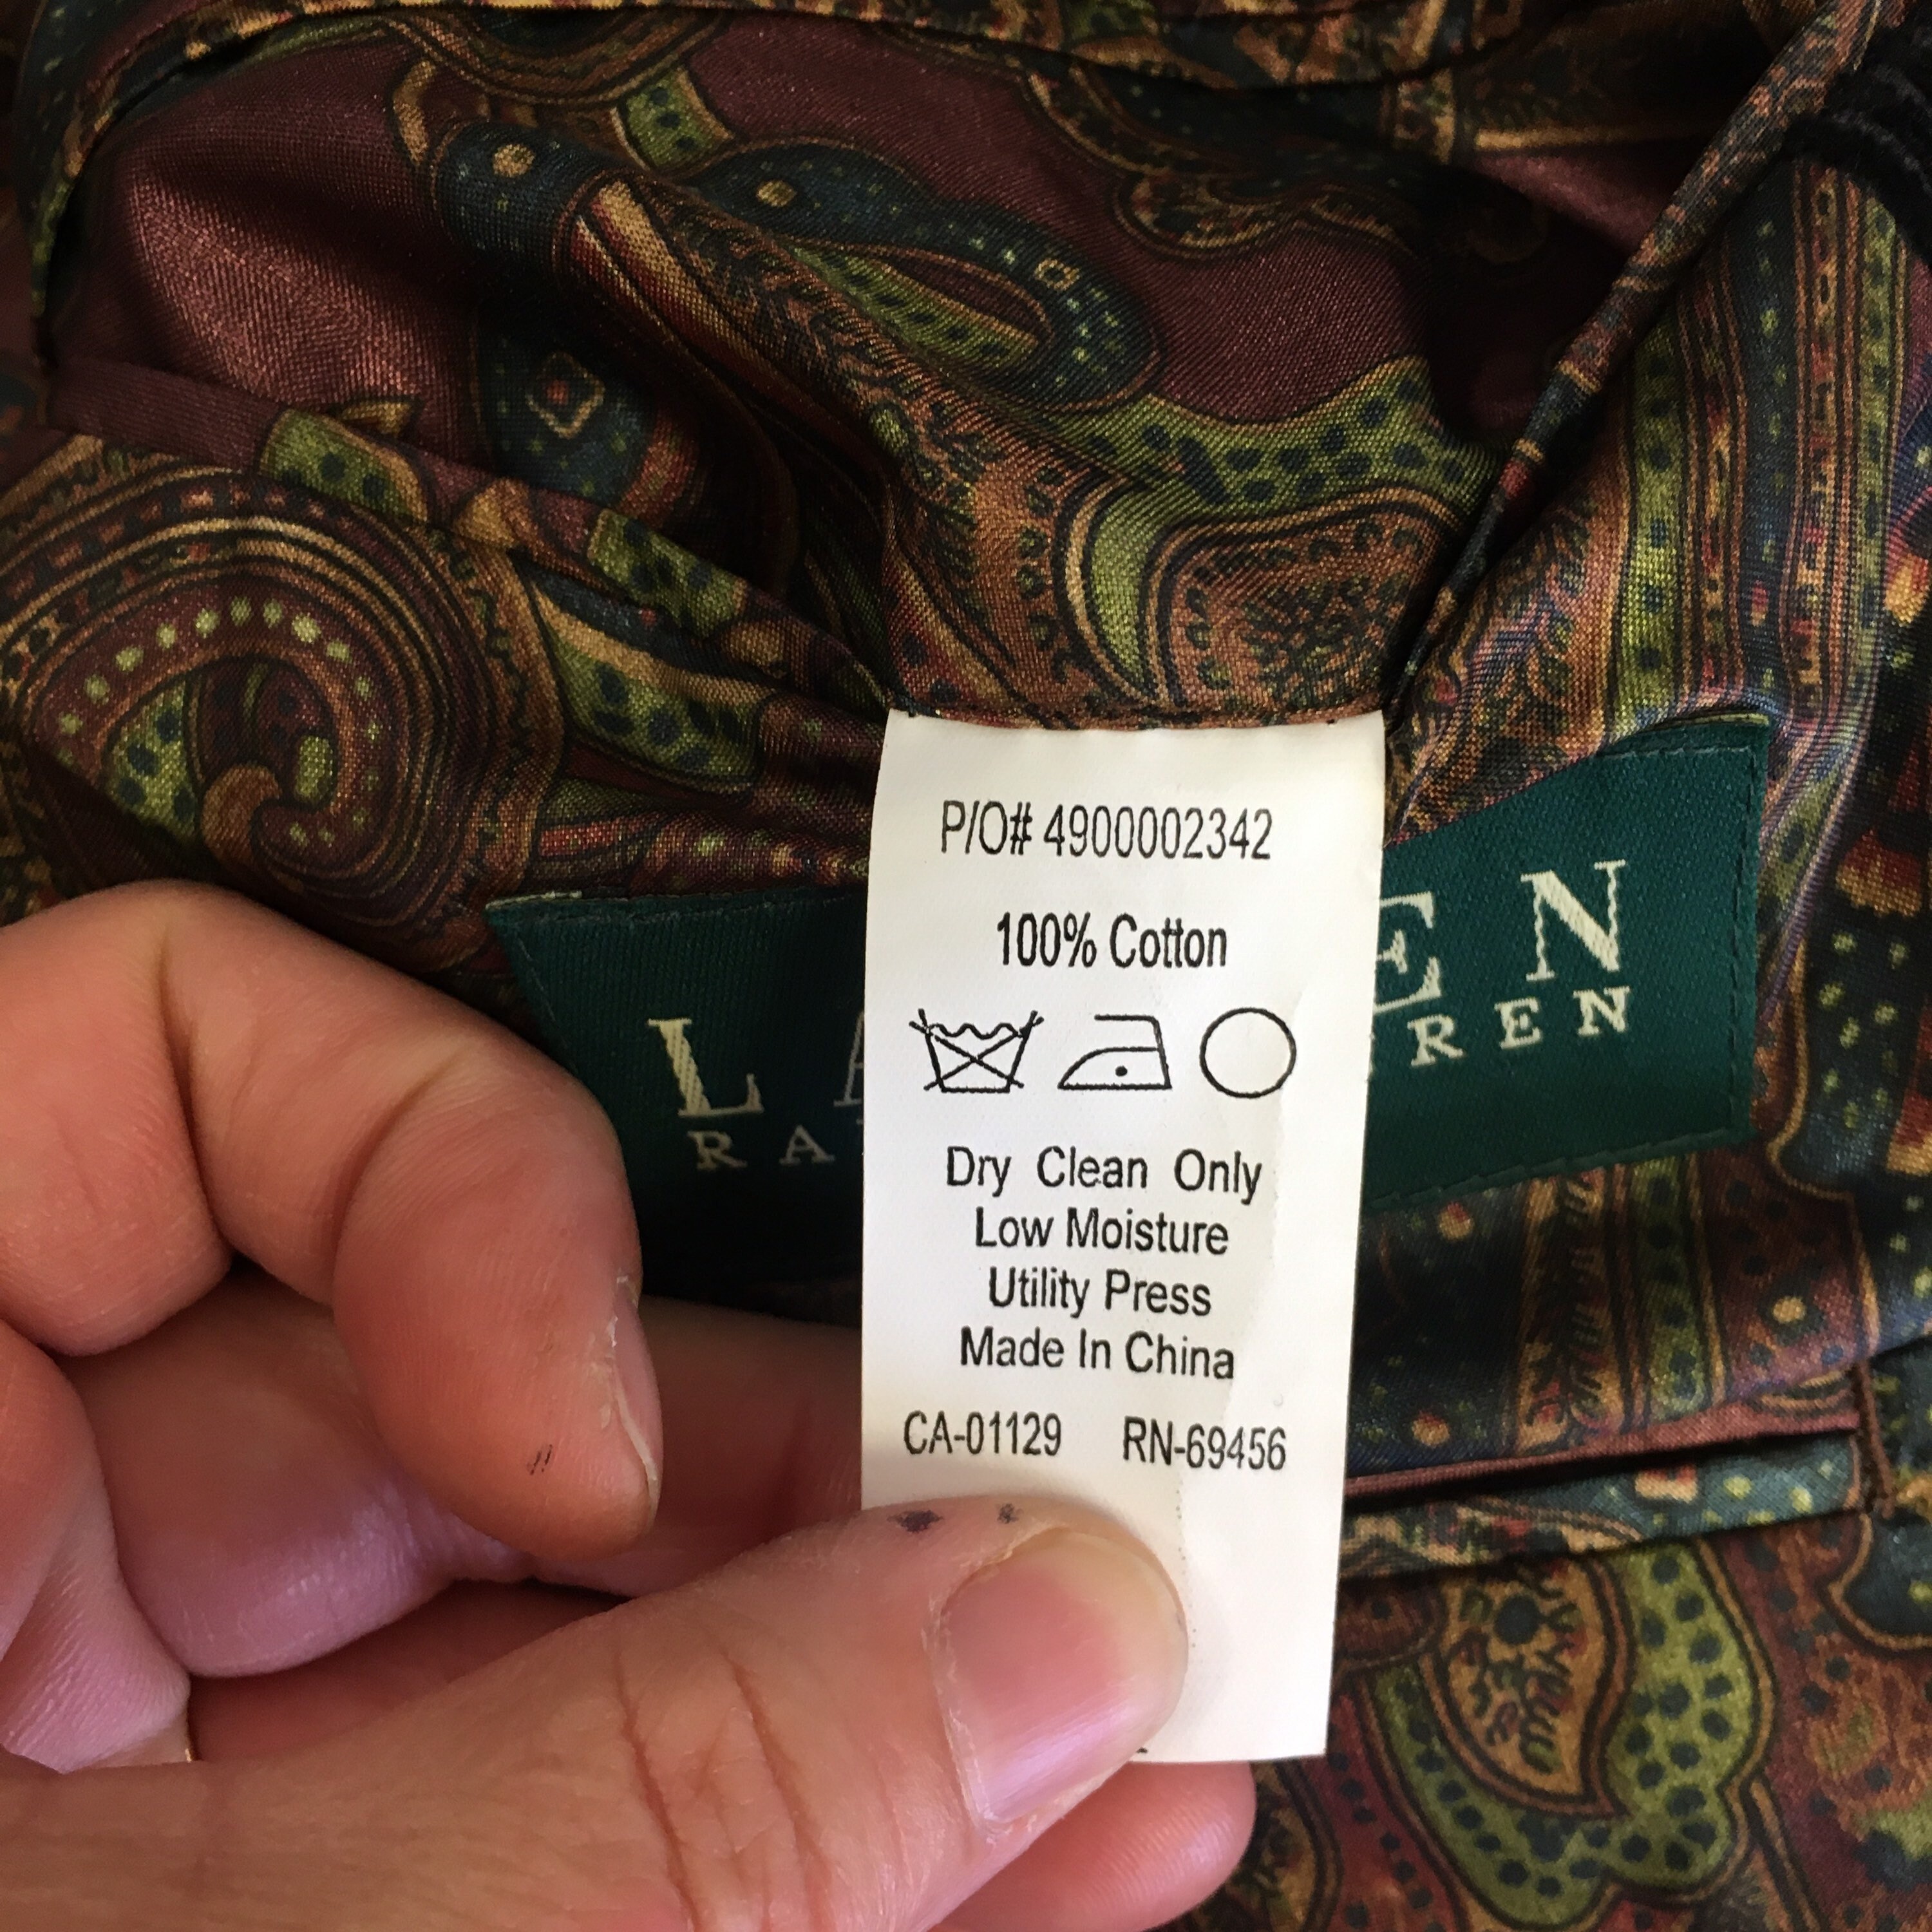 P/O# 4900002342
100% Cotton
Dry Clean Only
Low Moisture
Utility Press
Made In China
CA-01129 RN-69456